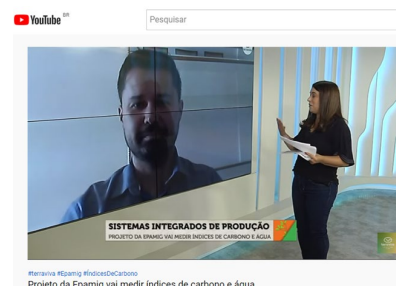 YouTube BR
Pesquisar
SISTEMAS INTEGRADOS DE PRODUÇÃO
PROJETO DA EPAMIG VAI MEDIR ÍNDICES DE CARBONO E ÁGUA
#terraviva #Epamig #ÍndicesDeCarbono
Projeto da Epamig vai medir índices de carbono e água